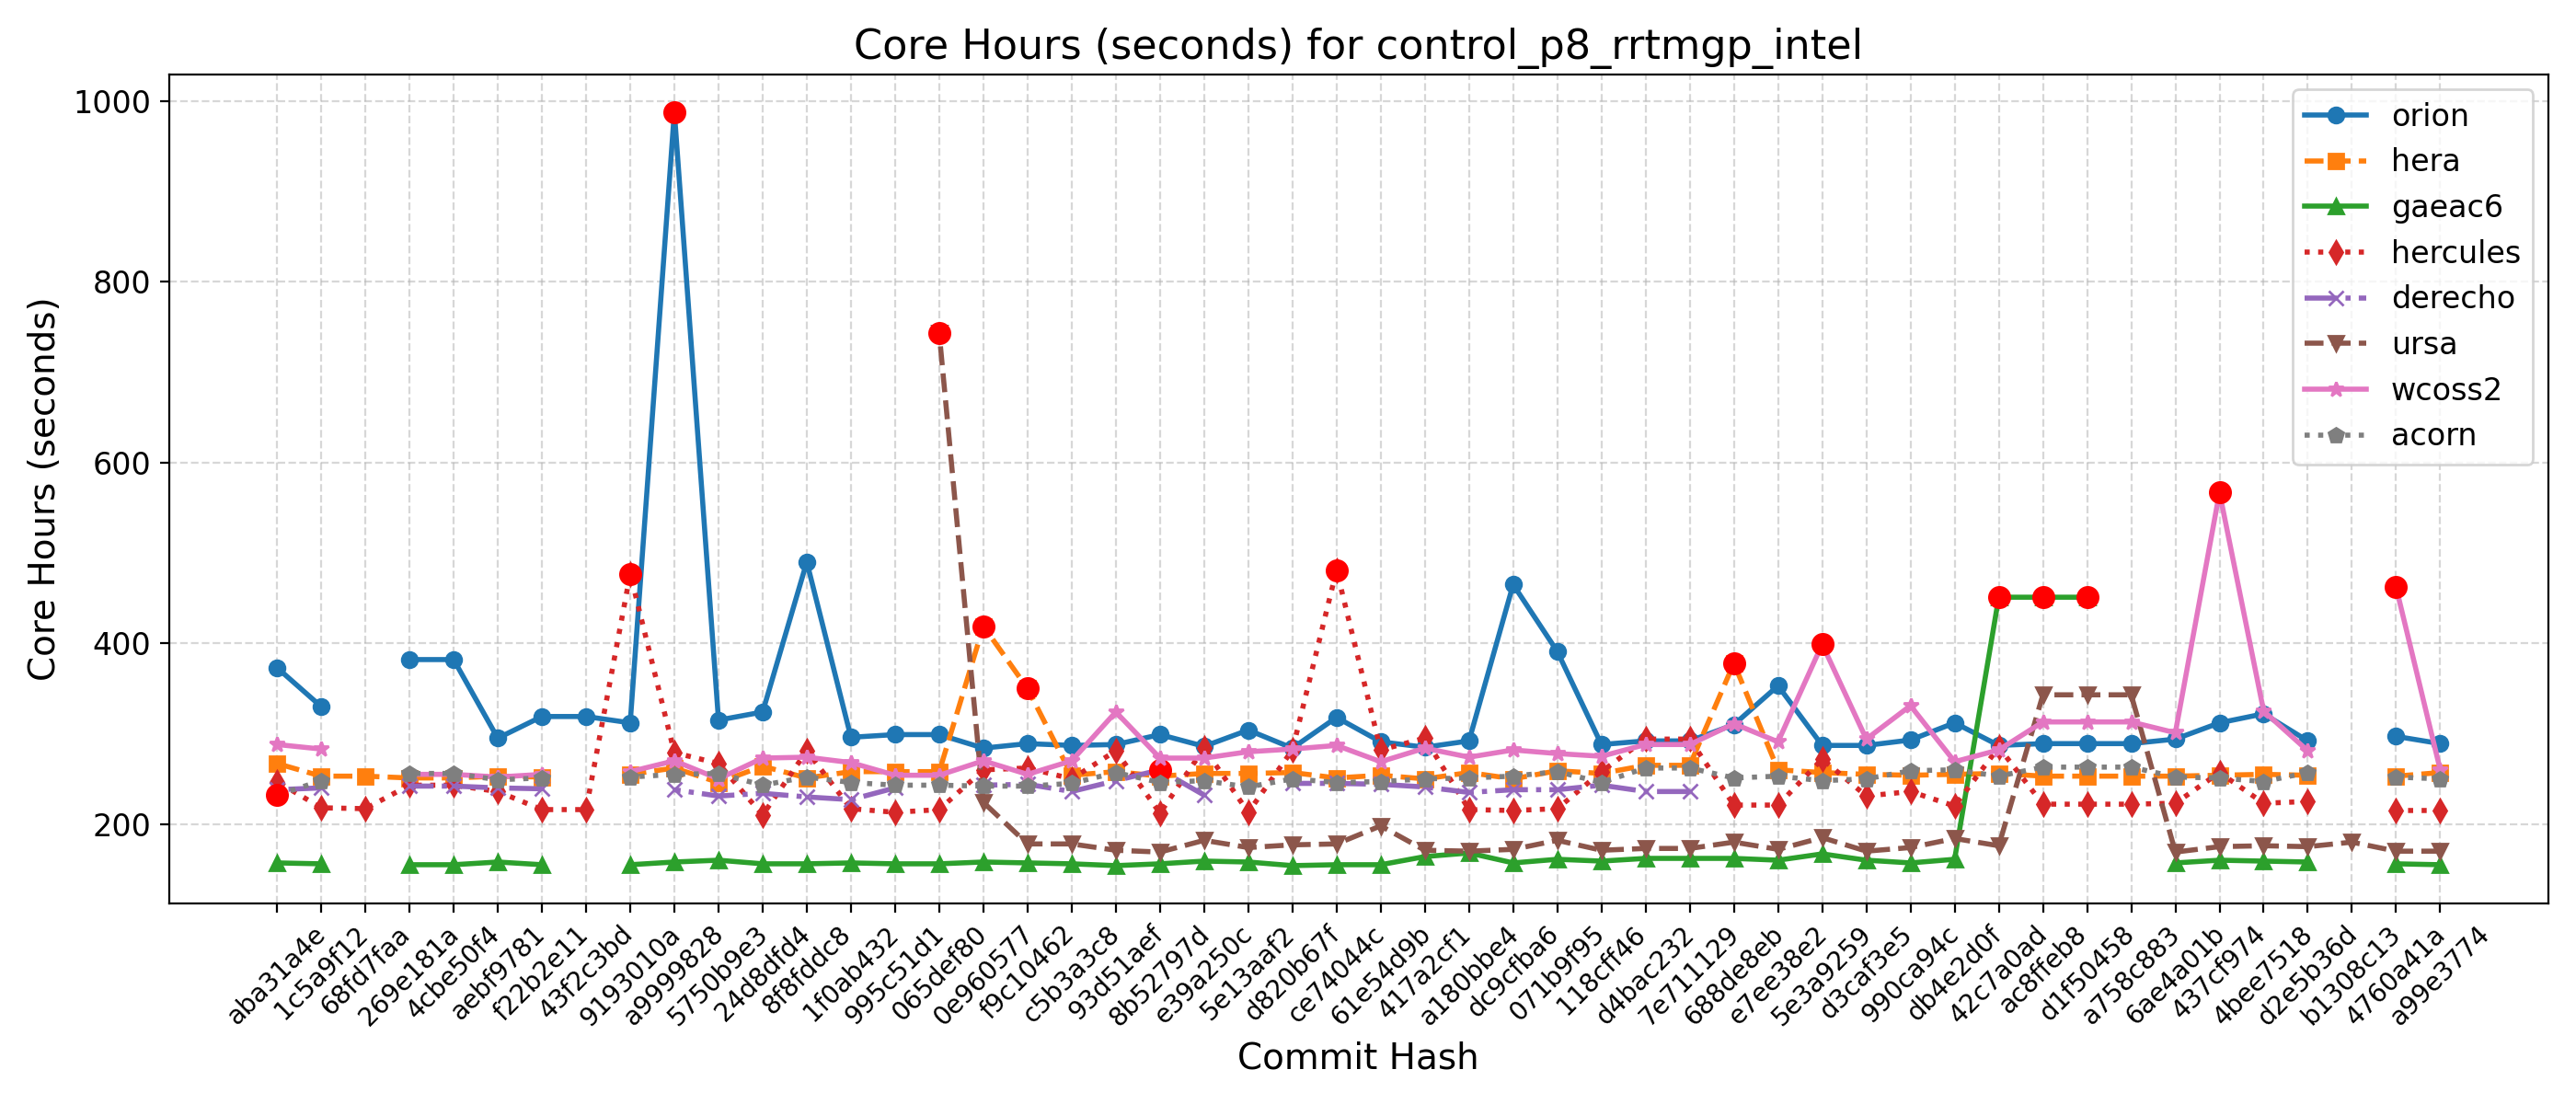 Core Hours (seconds) for control_p8_rrtmgp_intel
Core Hours (seconds)
1000
800
600
400
200
orion
hera
gaeac6
hercules
derecho
ursa
wcoss2
acorn
aba31a4e
1c5a9f12
68fd7faa
269e181a
4cbe50f4
aebf9781
f22b2e11
43f2c3bd
9193010a
a9999828
5750b9e3
24d8dfd4
8f8fddc8
1f0ab432
995c51d1
065def80
0e960577
f9c10462
c5b3a3c8
93d51aef
8b52797d
e39a250c
5e13aaf2
d820b67f
ce74044c
61e54d9b
417a2cf1
a180bbe4
dc9cfba6
071b9f95
118cff46
d4bac232
7e711129
688de8eb
e7ee38e2
5e3a9259
d3caf3e5
990ca94c
db4e2d0f
42c7a0ad
ac8ffeb8
d1f50458
a758c883
6ae4a01b
437cf974
4bee7518
d2e5b36d
b1308c13
4760a41a
a99e3774
Commit Hash